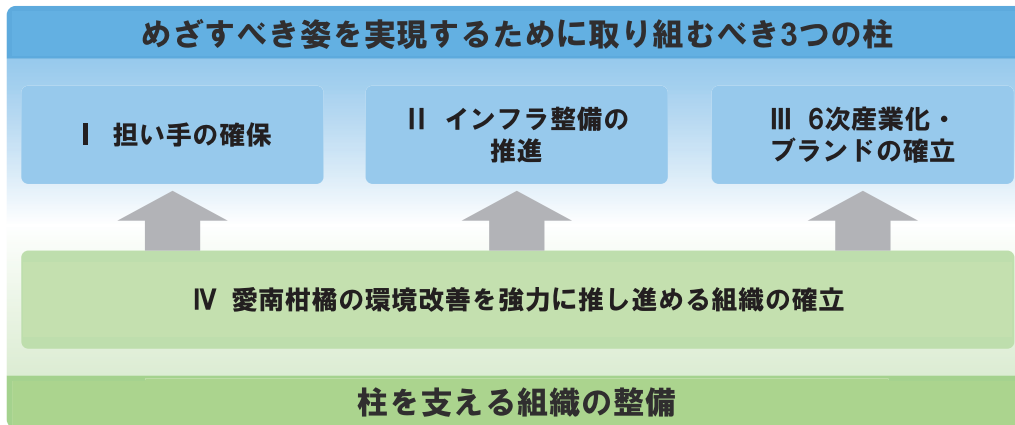 めざすべき姿を実現するために取り組むべき3つの柱
Ⅰ 担い手の確保
Ⅱ インフラ整備の
推進
Ⅲ 6次産業化・
ブランドの確立
Ⅳ 愛南柑橘の環境改善を強力に推し進める組織の確立
柱を支える組織の整備